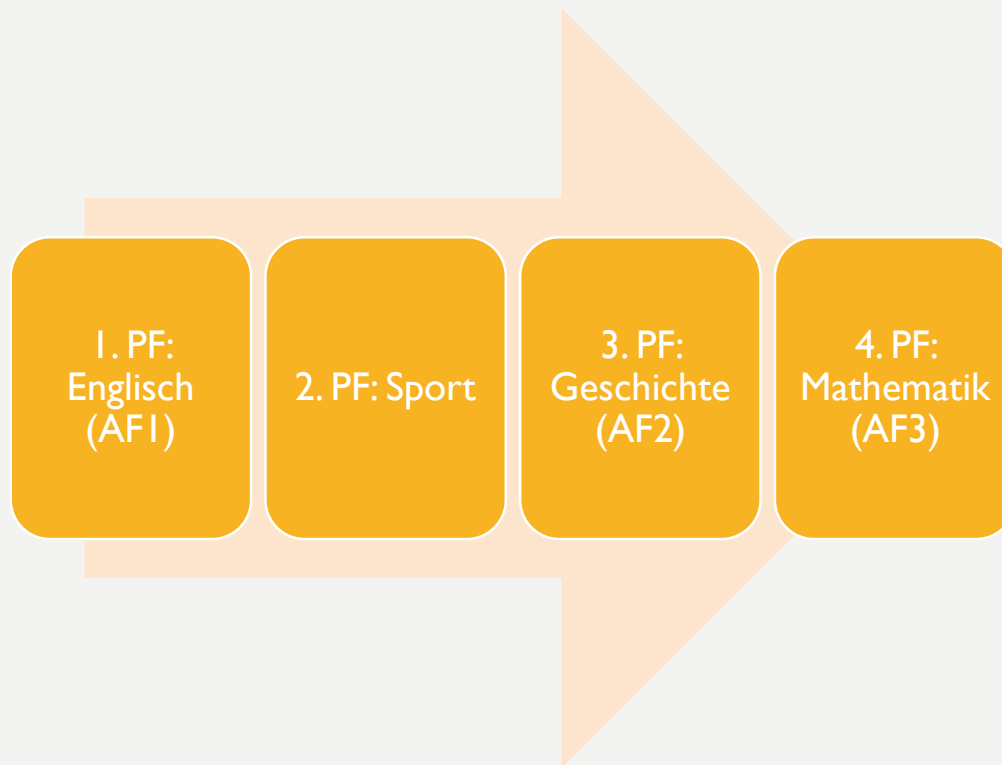 1. PF:
Englisch
(AF1)
2. PF: Sport
3. PF:
Geschichte
(AF2)
4. PF:
Mathematik
(AF3)